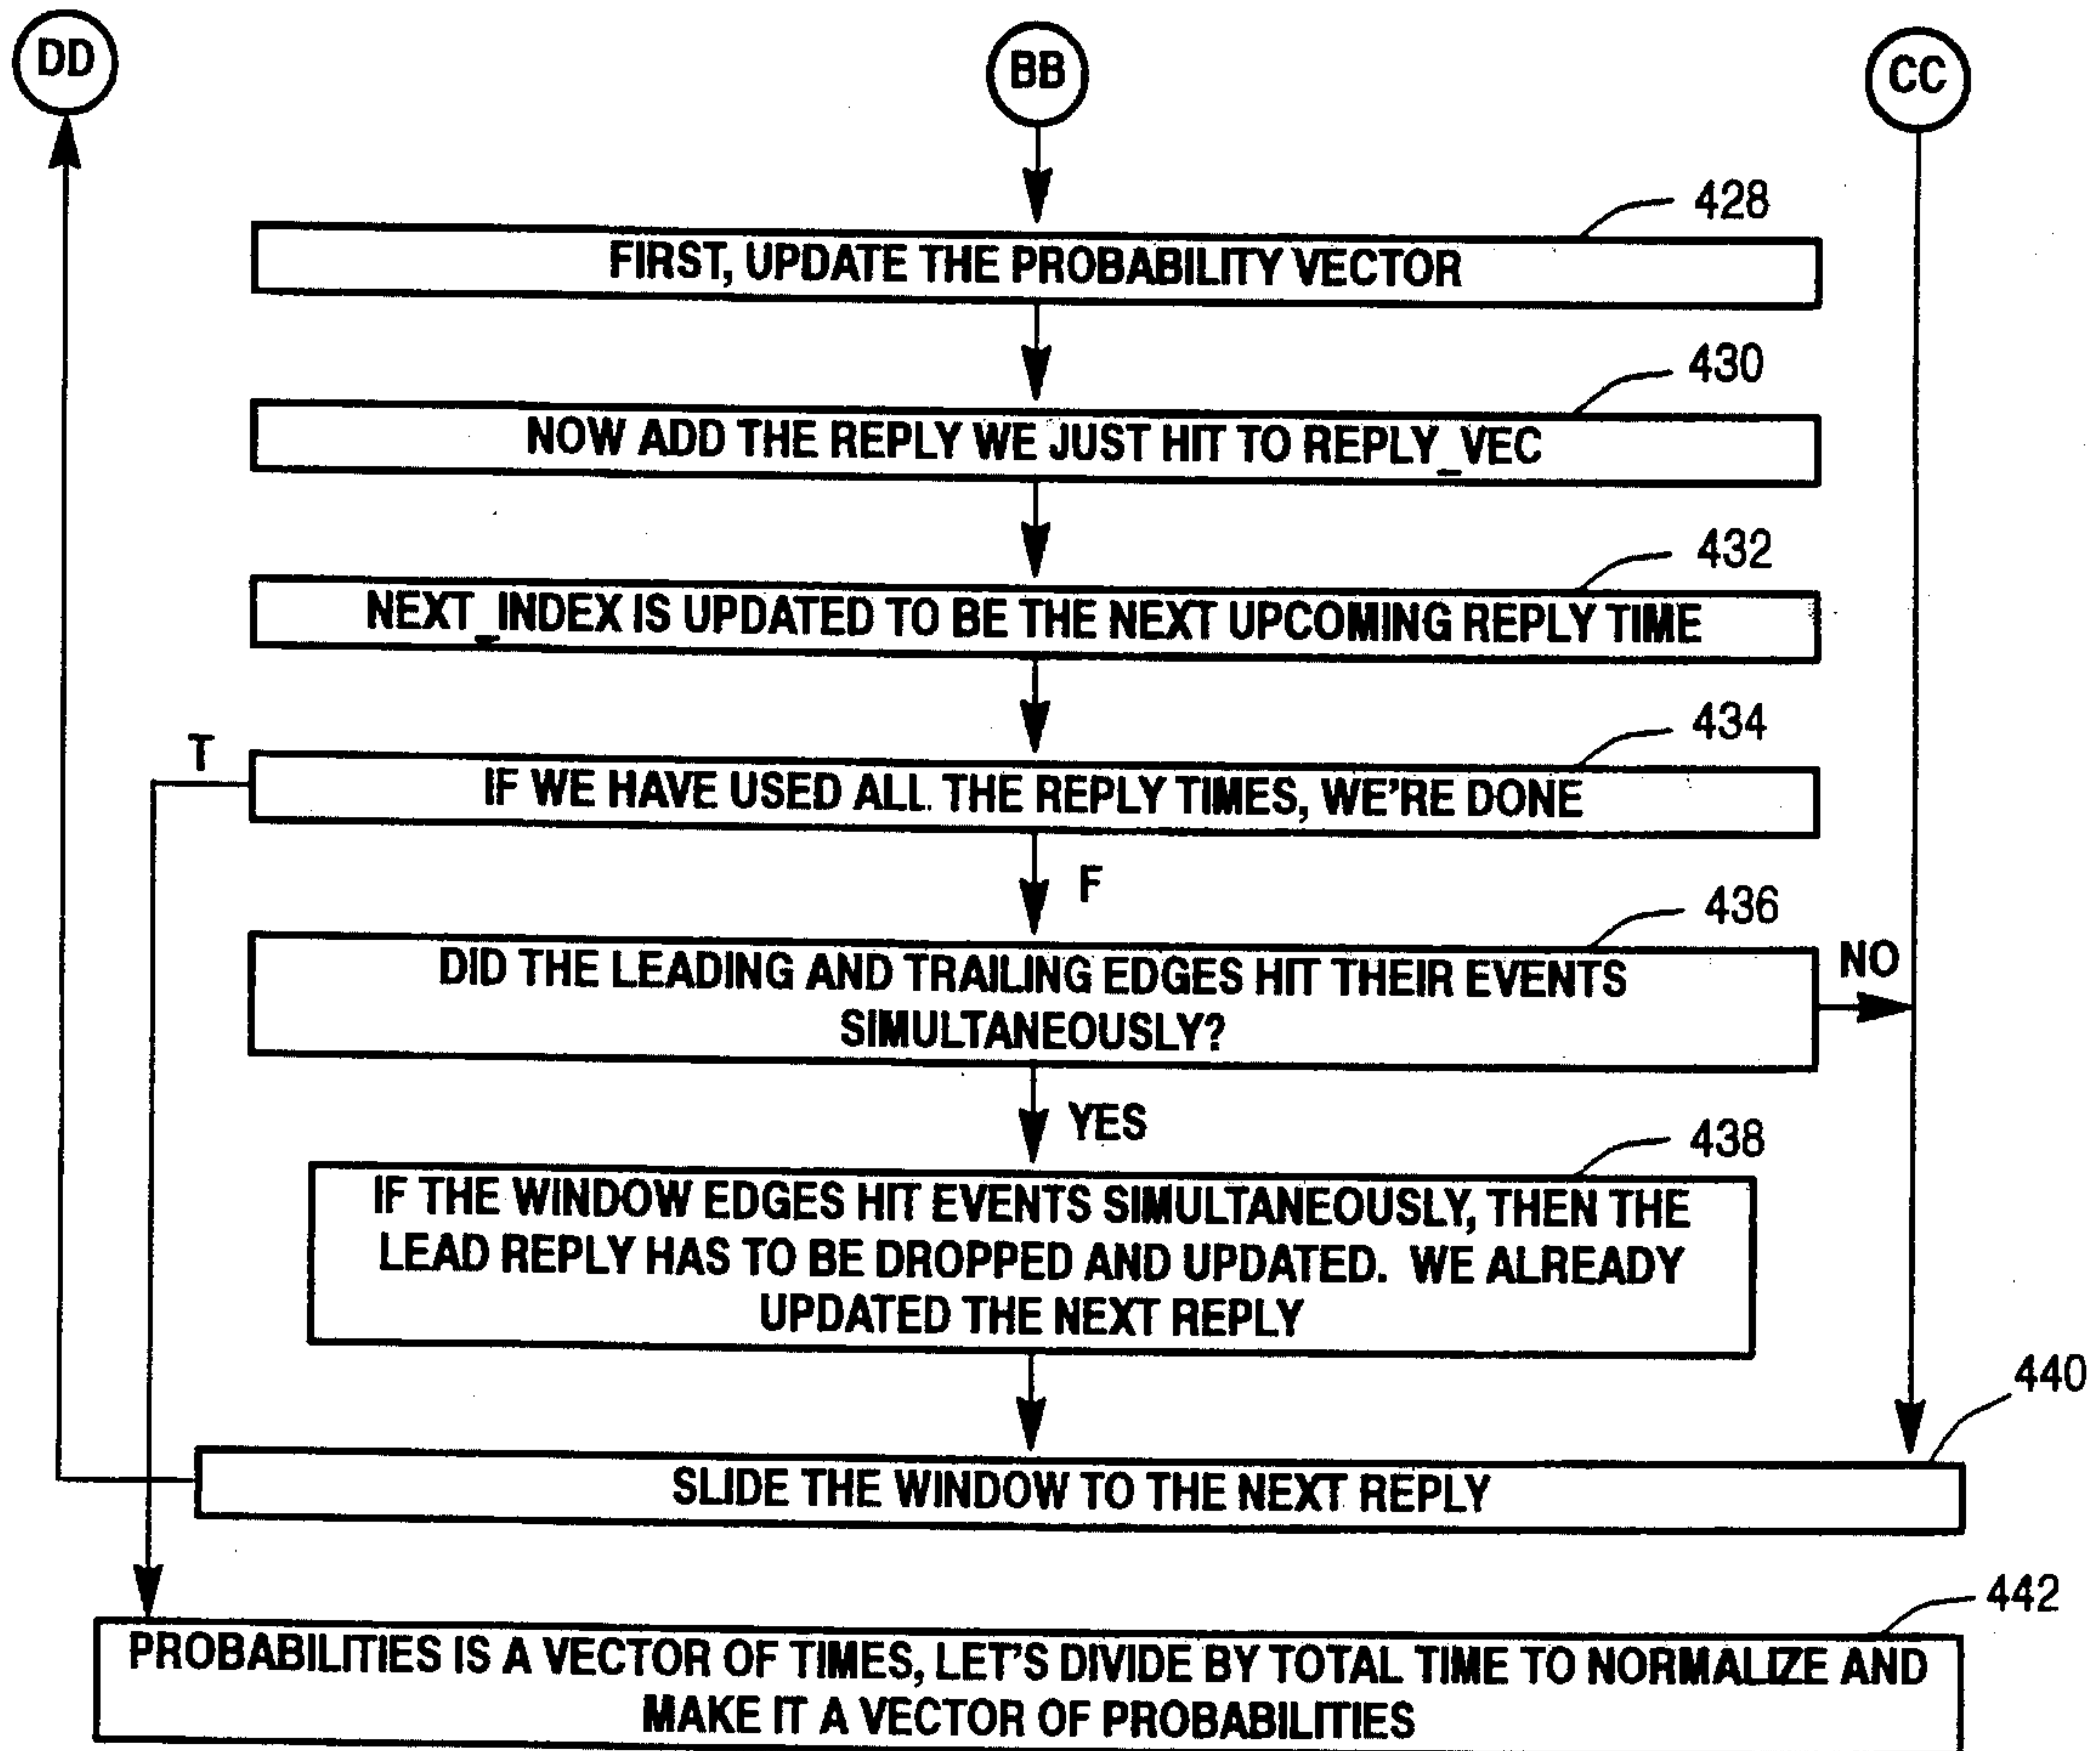 DD
BB
CC
428
FIRST, UPDATE THE PROBABILITY VECTOR
430
NOW ADD THE REPLY WE JUST HIT TO REPLY_VEC
432
NEXT_INDEX IS UPDATED TO BE THE NEXT UPCOMING REPLY TIME
434
T
IF WE HAVE USED ALL THE REPLY TIMES, WE'RE DONE
F
436
DID THE LEADING AND TRAILING EDGES HIT THEIR EVENTS
SIMULTANEOUSLY?
NO
YES
438
IF THE WINDOW EDGES HIT EVENTS SIMULTANEOUSLY, THEN THE
LEAD REPLY HAS TO BE DROPPED AND UPDATED. WE ALREADY
UPDATED THE NEXT REPLY
440
SLIDE THE WINDOW TO THE NEXT REPLY
442
PROBABILITIES IS A VECTOR OF TIMES, LET'S DIVIDE BY TOTAL TIME TO NORMALIZE AND
MAKE IT A VECTOR OF PROBABILITIES